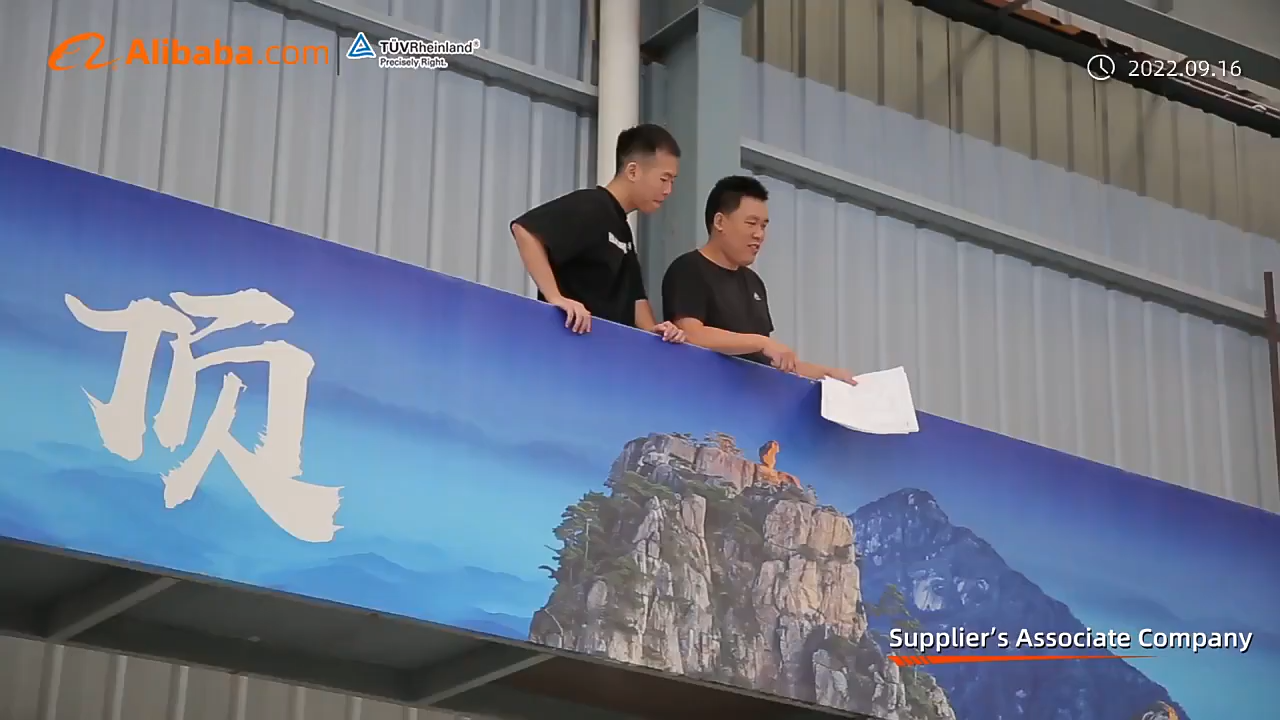 Alibaba.com
TÜVRheinland®
Precisely Right.
2022.09.16
顶
Supplier's Associate Company